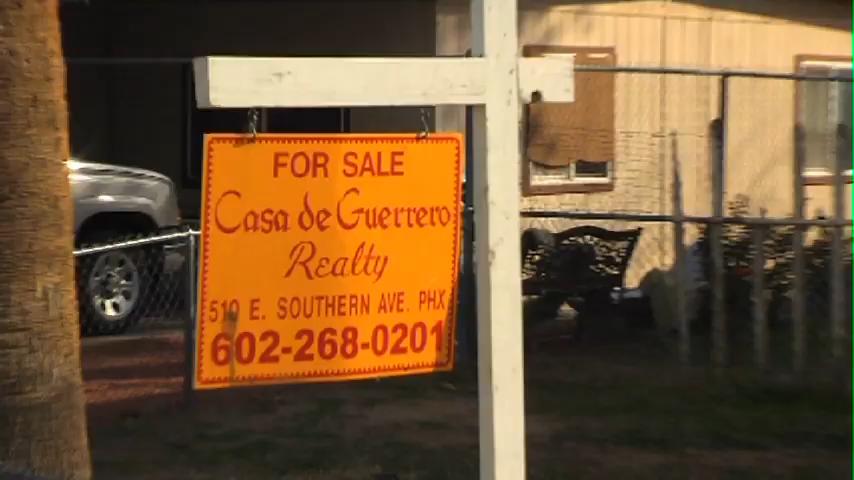 FOR SALE
Casa de Guerrero
Realty
510 E. SOUTHERN AVE. PHX
602-268-0201